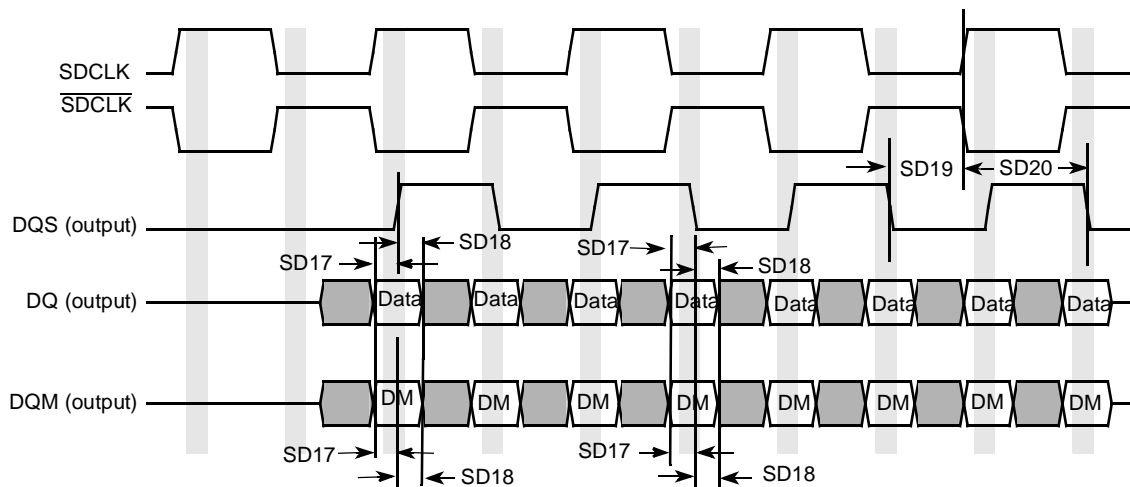 SDCLK
SDCLK
SD19
SD20
DQS (output)
SD18
SD17
SD17
SD18
DQ (output)
Data Data Data Data Data Data Data Data
DQM (output)
DM DM DM DM DM DM DM DM
SD17
SD18
SD17
SD18